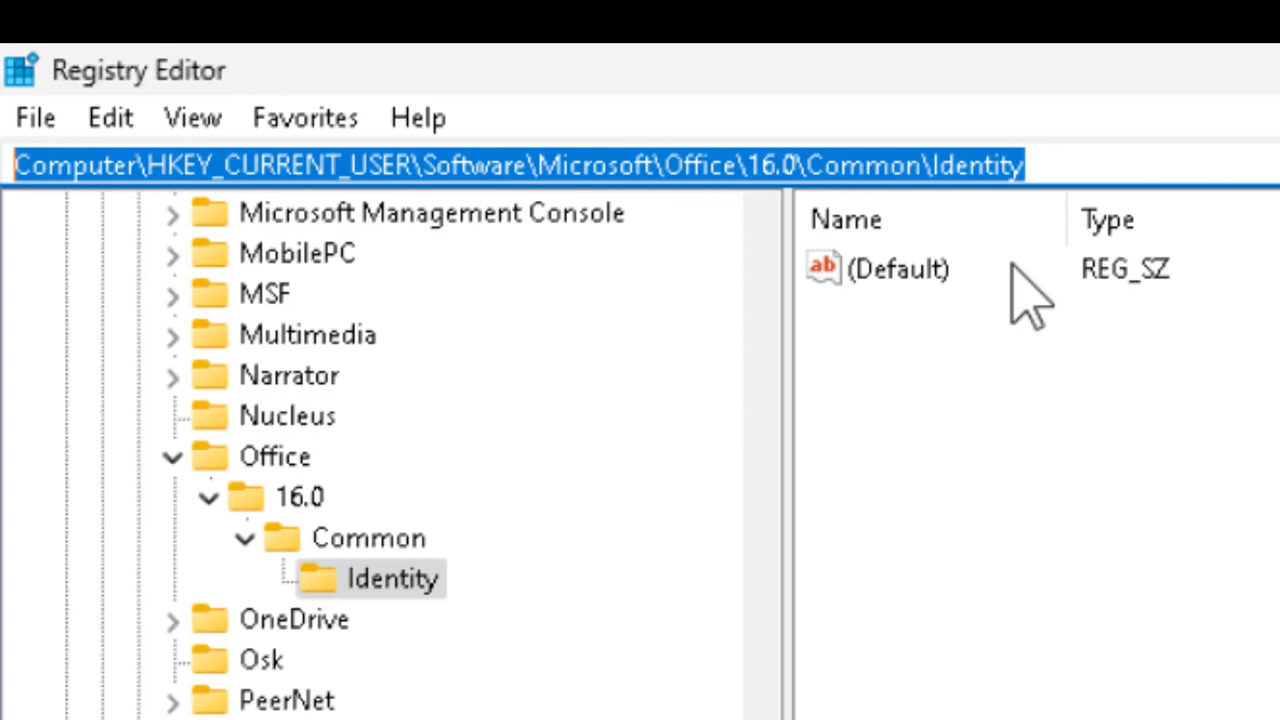 Registry Editor
File Edit View Favorites Help
Computer\HKEY_CURRENT_USER\Software\Microsoft\Office\16.0\Common\Identity
Microsoft Management Console
MobilePC
MSF
Multimedia
Narrator
Nucleus
Office
16.0
Common
Identity
OneDrive
Osk
PeerNet
Name Type
ab (Default) REG_SZ